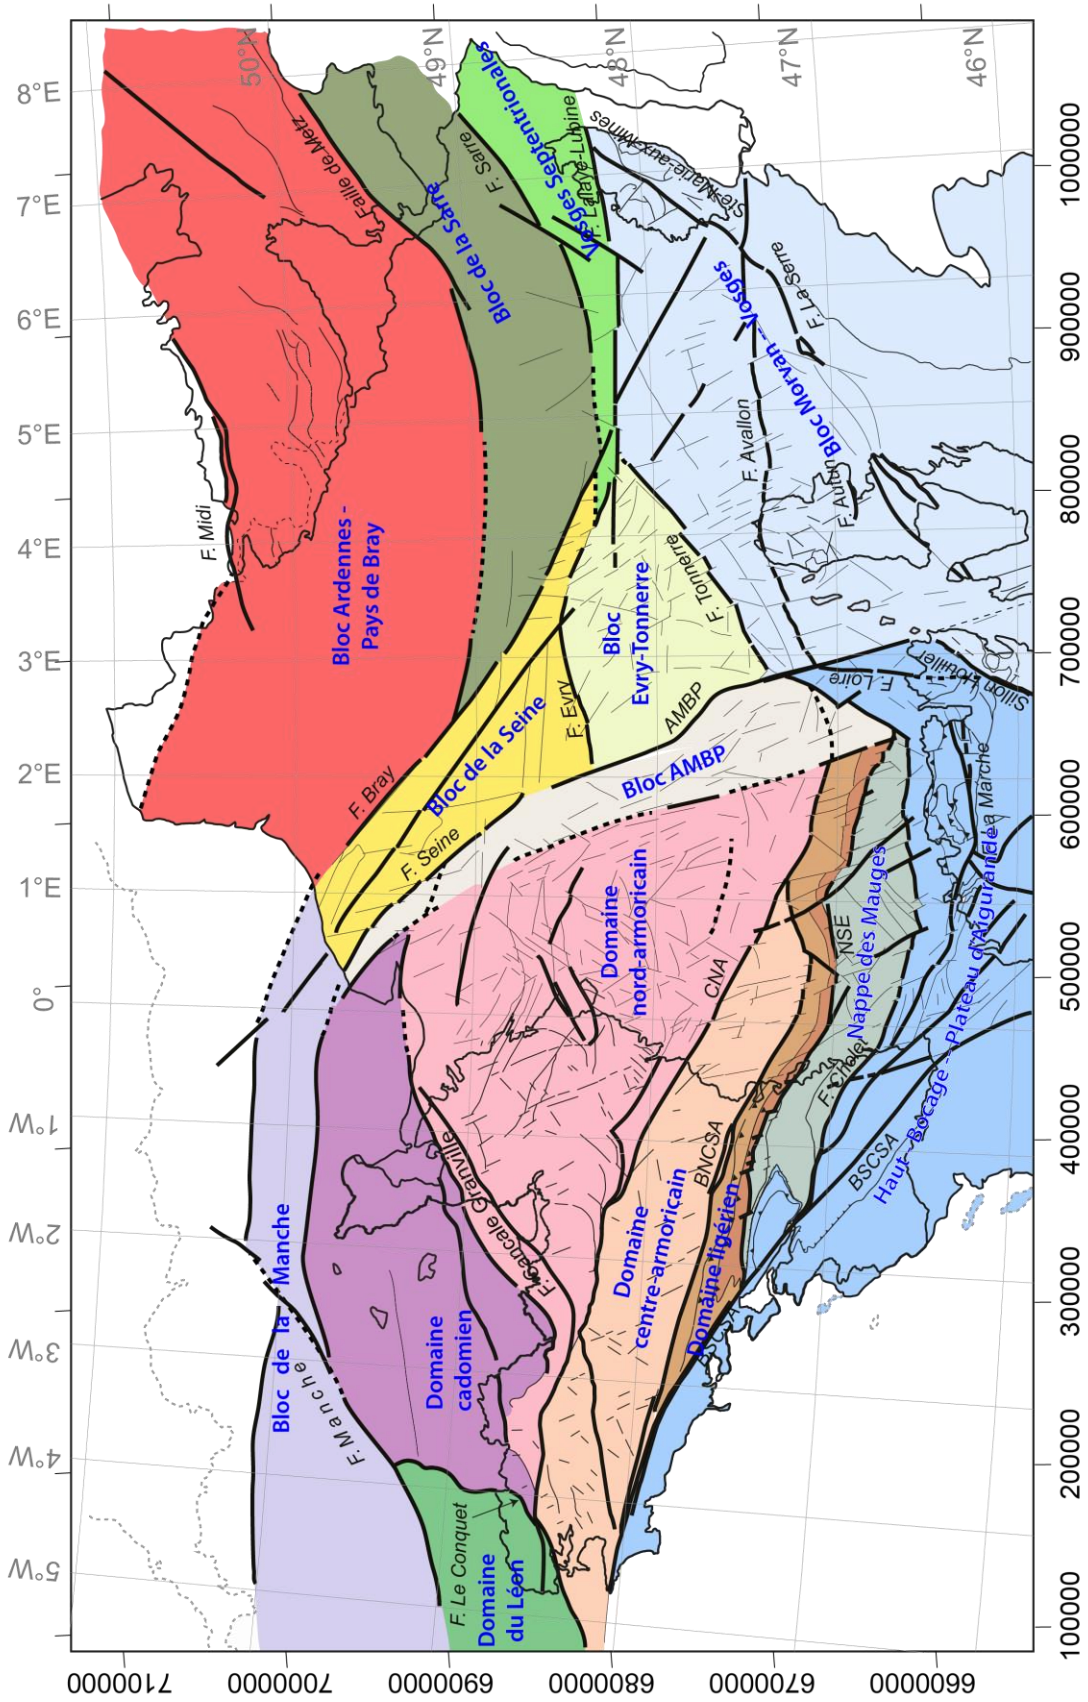 8°E
7°E
6°E
5°E
4°E
3°E
2°E
1°E
0°
1°W
2°W
3°W
4°W
5°W
50°N
49°N
48°N
47°N
46°N
1000000
900000
800000
700000
600000
500000
400000
300000
200000
100000
7100000
7000000
6900000
6800000
6700000
6600000
Bloc Ardennes -
Pays de Bray
Bloc de la Sarre
Vosges Septentrionales
Bloc Morvan -- Vosges
Bloc
Evry-Tonnerre
Bloc de la Seine
Bloc AMBP
Domaine
nord-armoricain
Nappe des Mauges
Haut - Bocage -- Plateau d'Aigurande
Domaine
centre-armoricain
Domaine ligérien
Bloc de la Manche
Domaine
cadomien
Domaine
du Léon
Faille de Metz
F. Sarre
F. Lalaye-Lubine
Ste-Marie-aux-Mines
F. La Serre
F. Midi
F. Avallon
F. Autun
F. Tonnerre
F. Evry
AMBP
F. Loire
Sillon Houiller
F. La Marche
F. Bray
F. Seine
NSE
CNA
F. Cholet
BNCSA
BSCSA
F. Cancale Granville
F. Manche
F. Le Conquet